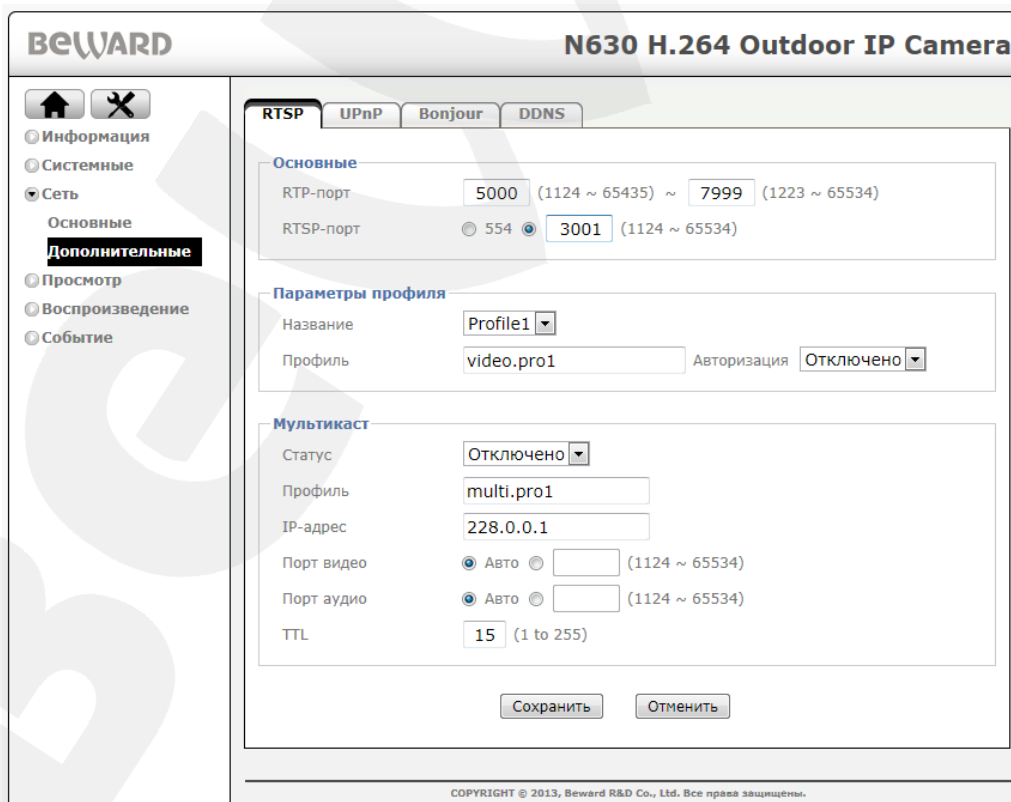 BEWARD
N630 H.264 Outdoor IP Camera
Информация
Системные
Сеть
Основные
Дополнительные
Просмотр
Воспроизведение
Событие
RTSP UPnP Bonjour DDNS
Основные
RTP-порт 5000 (1124 ~ 65435) ~ 7999 (1223 ~ 65534)
RTSP-порт 554 3001 (1124 ~ 65534)
Параметры профиля
Название Profile1
Профиль video.pro1 Авторизация Отключено
Мультикаст
Статус Отключено
Профиль multi.pro1
IP-адрес 228.0.0.1
Порт видео Авто (1124 ~ 65534)
Порт аудио Авто (1124 ~ 65534)
TTL 15 (1 to 255)
Сохранить Отменить
COPYRIGHT © 2013, Beward R&D Co., Ltd. Все права защищены.